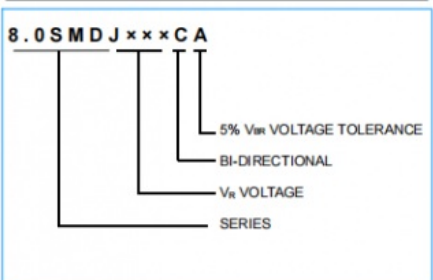 8.0SMDJ×××CA
5% VBR VOLTAGE TOLERANCE
BI-DIRECTIONAL
VR VOLTAGE
SERIES